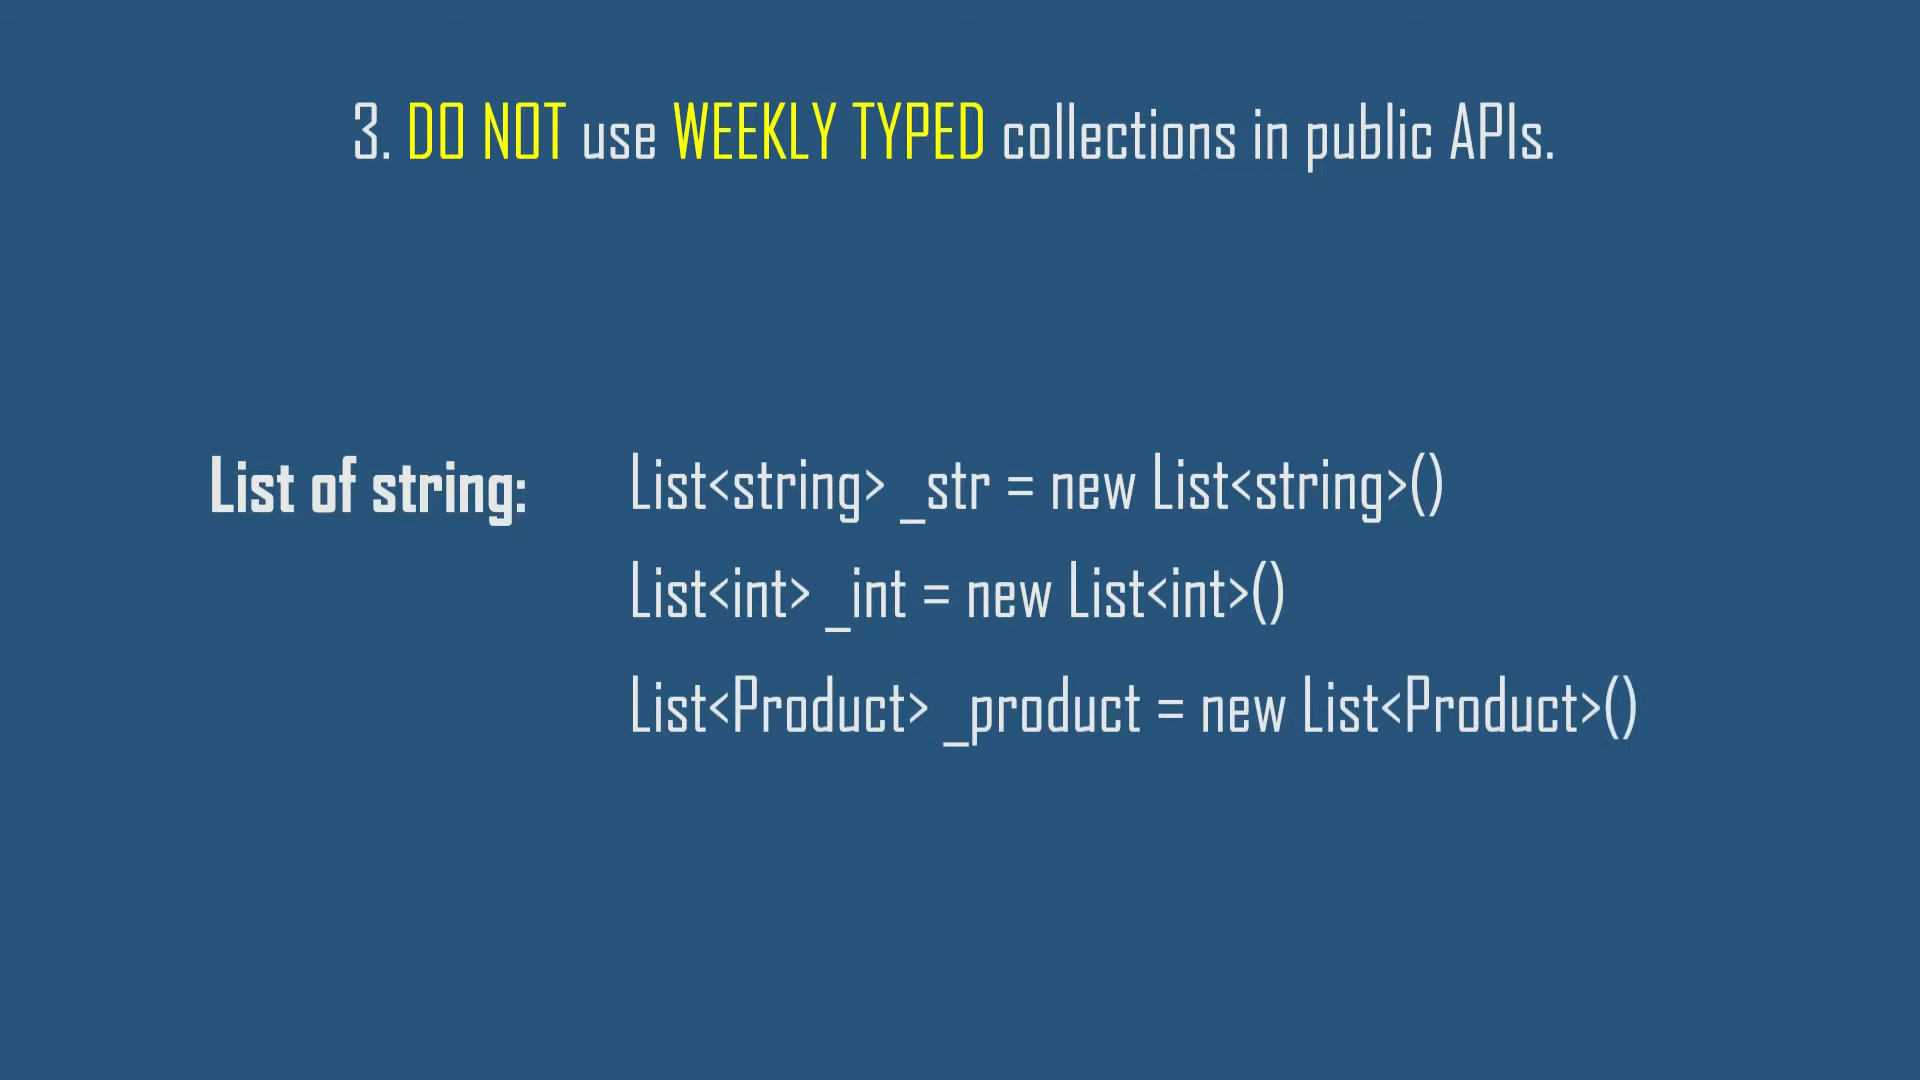 3. DO NOT use WEEKLY TYPED collections in public APIs.
List of string: List<string> _str = new List<string>()
List<int> _int = new List<int>()
List<Product> _product = new List<Product>()